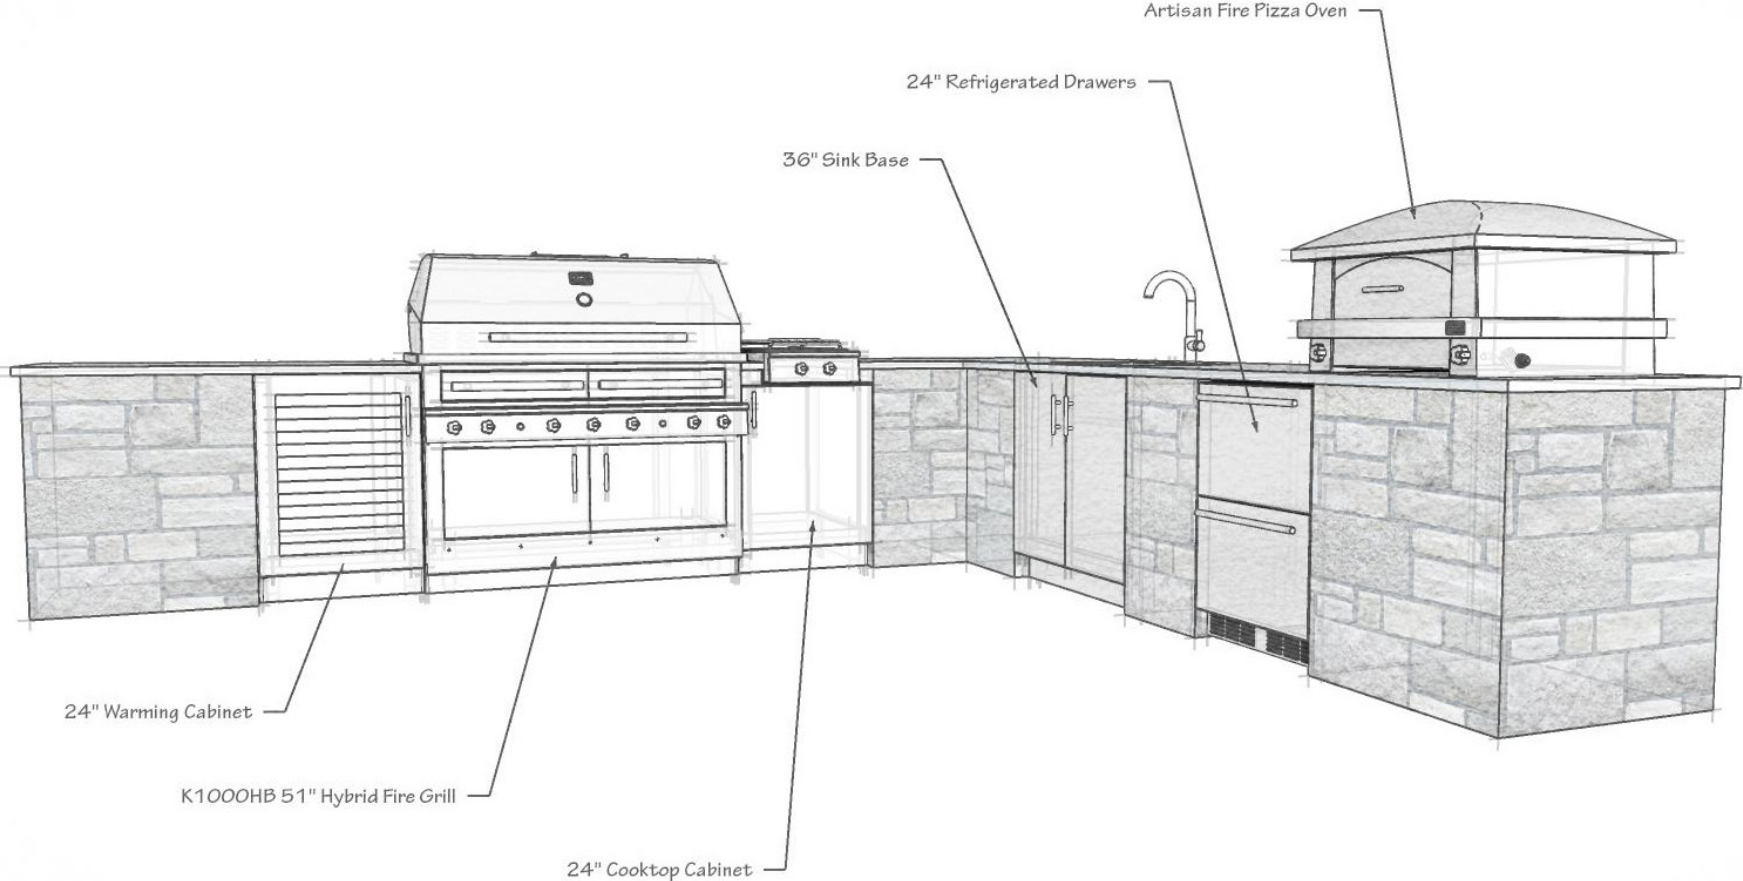 Artisan Fire Pizza Oven
24" Refrigerated Drawers
36" Sink Base
24" Warming Cabinet
K1000HB 51" Hybrid Fire Grill
24" Cooktop Cabinet